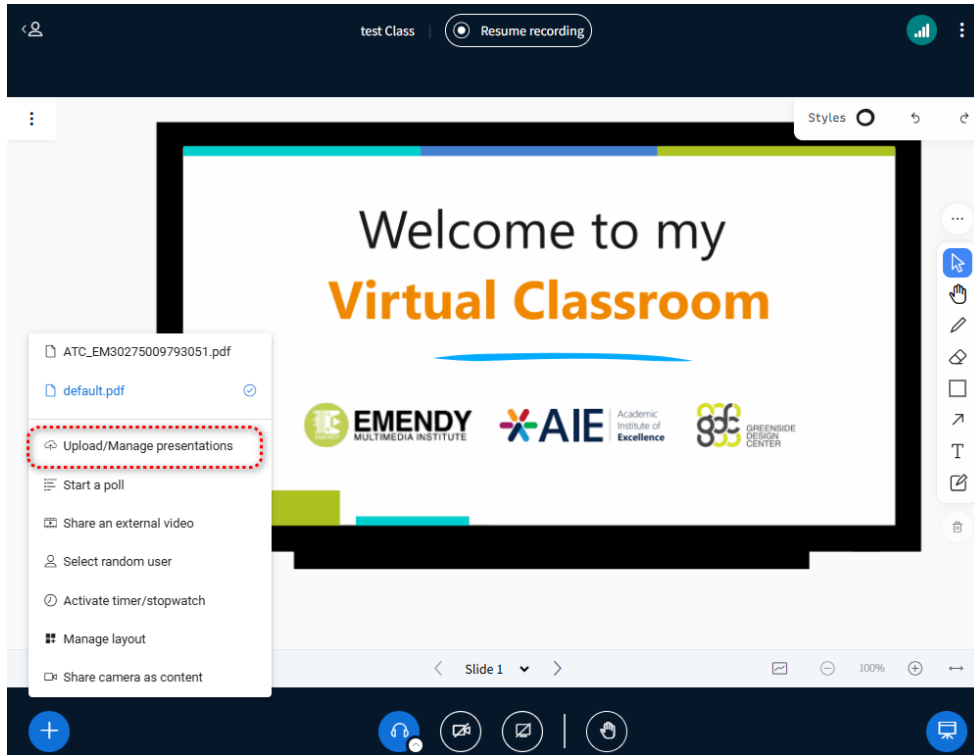 test Class
Resume recording
Styles
Welcome to my
Virtual Classroom
EMENDY
MULTIMEDIA INSTITUTE
AIE
Academic
Institute of
Excellence
gdc
GREENSIDE
DESIGN
CENTER
ATC_EM30275009793051.pdf
default.pdf
Upload/Manage presentations
Start a poll
Share an external video
Select random user
Activate timer/stopwatch
Manage layout
Share camera as content
T
Slide 1
100%